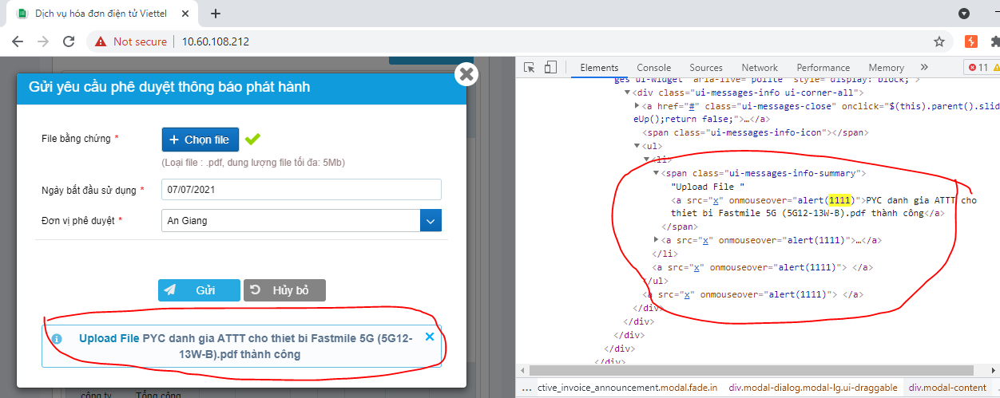 Dịch vụ hóa đơn điện tử Viettel
Not secure
10.60.108.212
Gửi yêu cầu phê duyệt thông báo phát hành
File bằng chứng *
+ Chọn file
(Loại file : .pdf, dung lượng file tối đa: 5Mb)
Ngày bắt đầu sử dụng *
07/07/2021
Đơn vị phê duyệt *
An Giang
Gửi
Hủy bỏ
Upload File PYC danh gia ATTT cho thiet bi Fastmile 5G (5G12-
13W-B).pdf thành công
công ty
Tổng công
Elements
Console
Sources
Network
Performance
Memory
11
ges ui-widget" aria-live="polite" style="display: block;">
<div class="ui-messages-info ui-corner-all">
<a href="#" class="ui-messages-close" onclick="$(this).parent().slid
eUp();return false;">…</a>
<span class="ui-messages-info-icon"></span>
<ul>
<li>
<span class="ui-messages-info-summary">
"Upload File "
<a src="x" onmouseover="alert(1111)">PYC danh gia ATTT cho
thiet bi Fastmile 5G (5G12-13W-B).pdf thành công</a>
</span>
<a src="x" onmouseover="alert(1111)">…</a>
</li>
<a src="x" onmouseover="alert(1111)"> </a>
</ul>
<a src="x" onmouseover="alert(1111)"> </a>
</div>
</div>
</div>
</div>
</div>
… ctive_invoice_announcement.modal.fade.in
div.modal-dialog.modal-lg.ui-draggable
div.modal-content